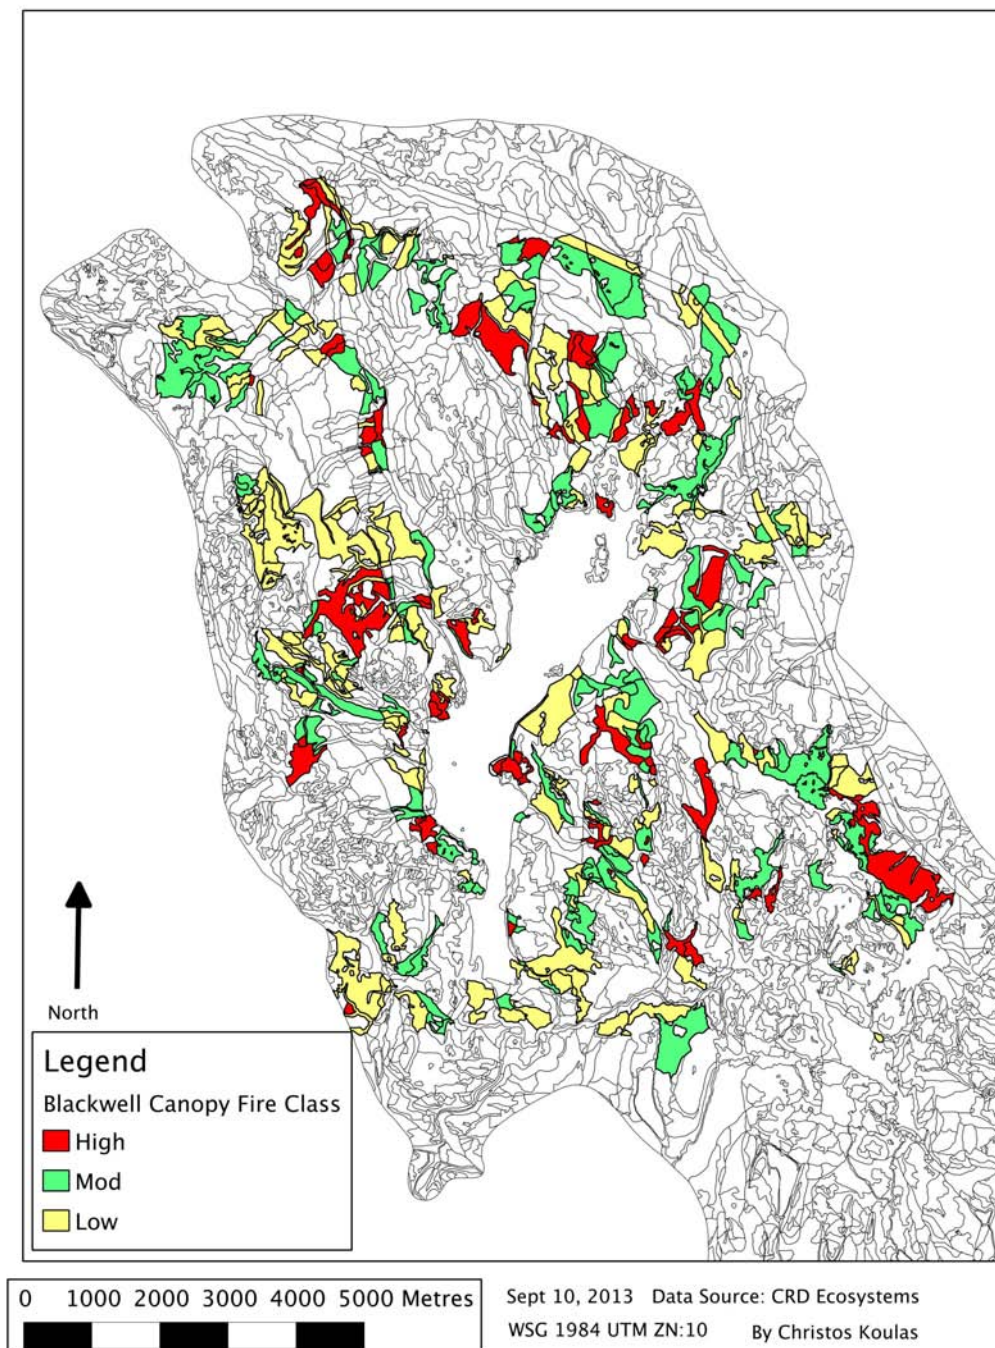 North
Legend
Blackwell Canopy Fire Class
High
Mod
Low
0 1000 2000 3000 4000 5000 Metres
Sept 10, 2013 Data Source: CRD Ecosystems
WSG 1984 UTM ZN:10 By Christos Koulas